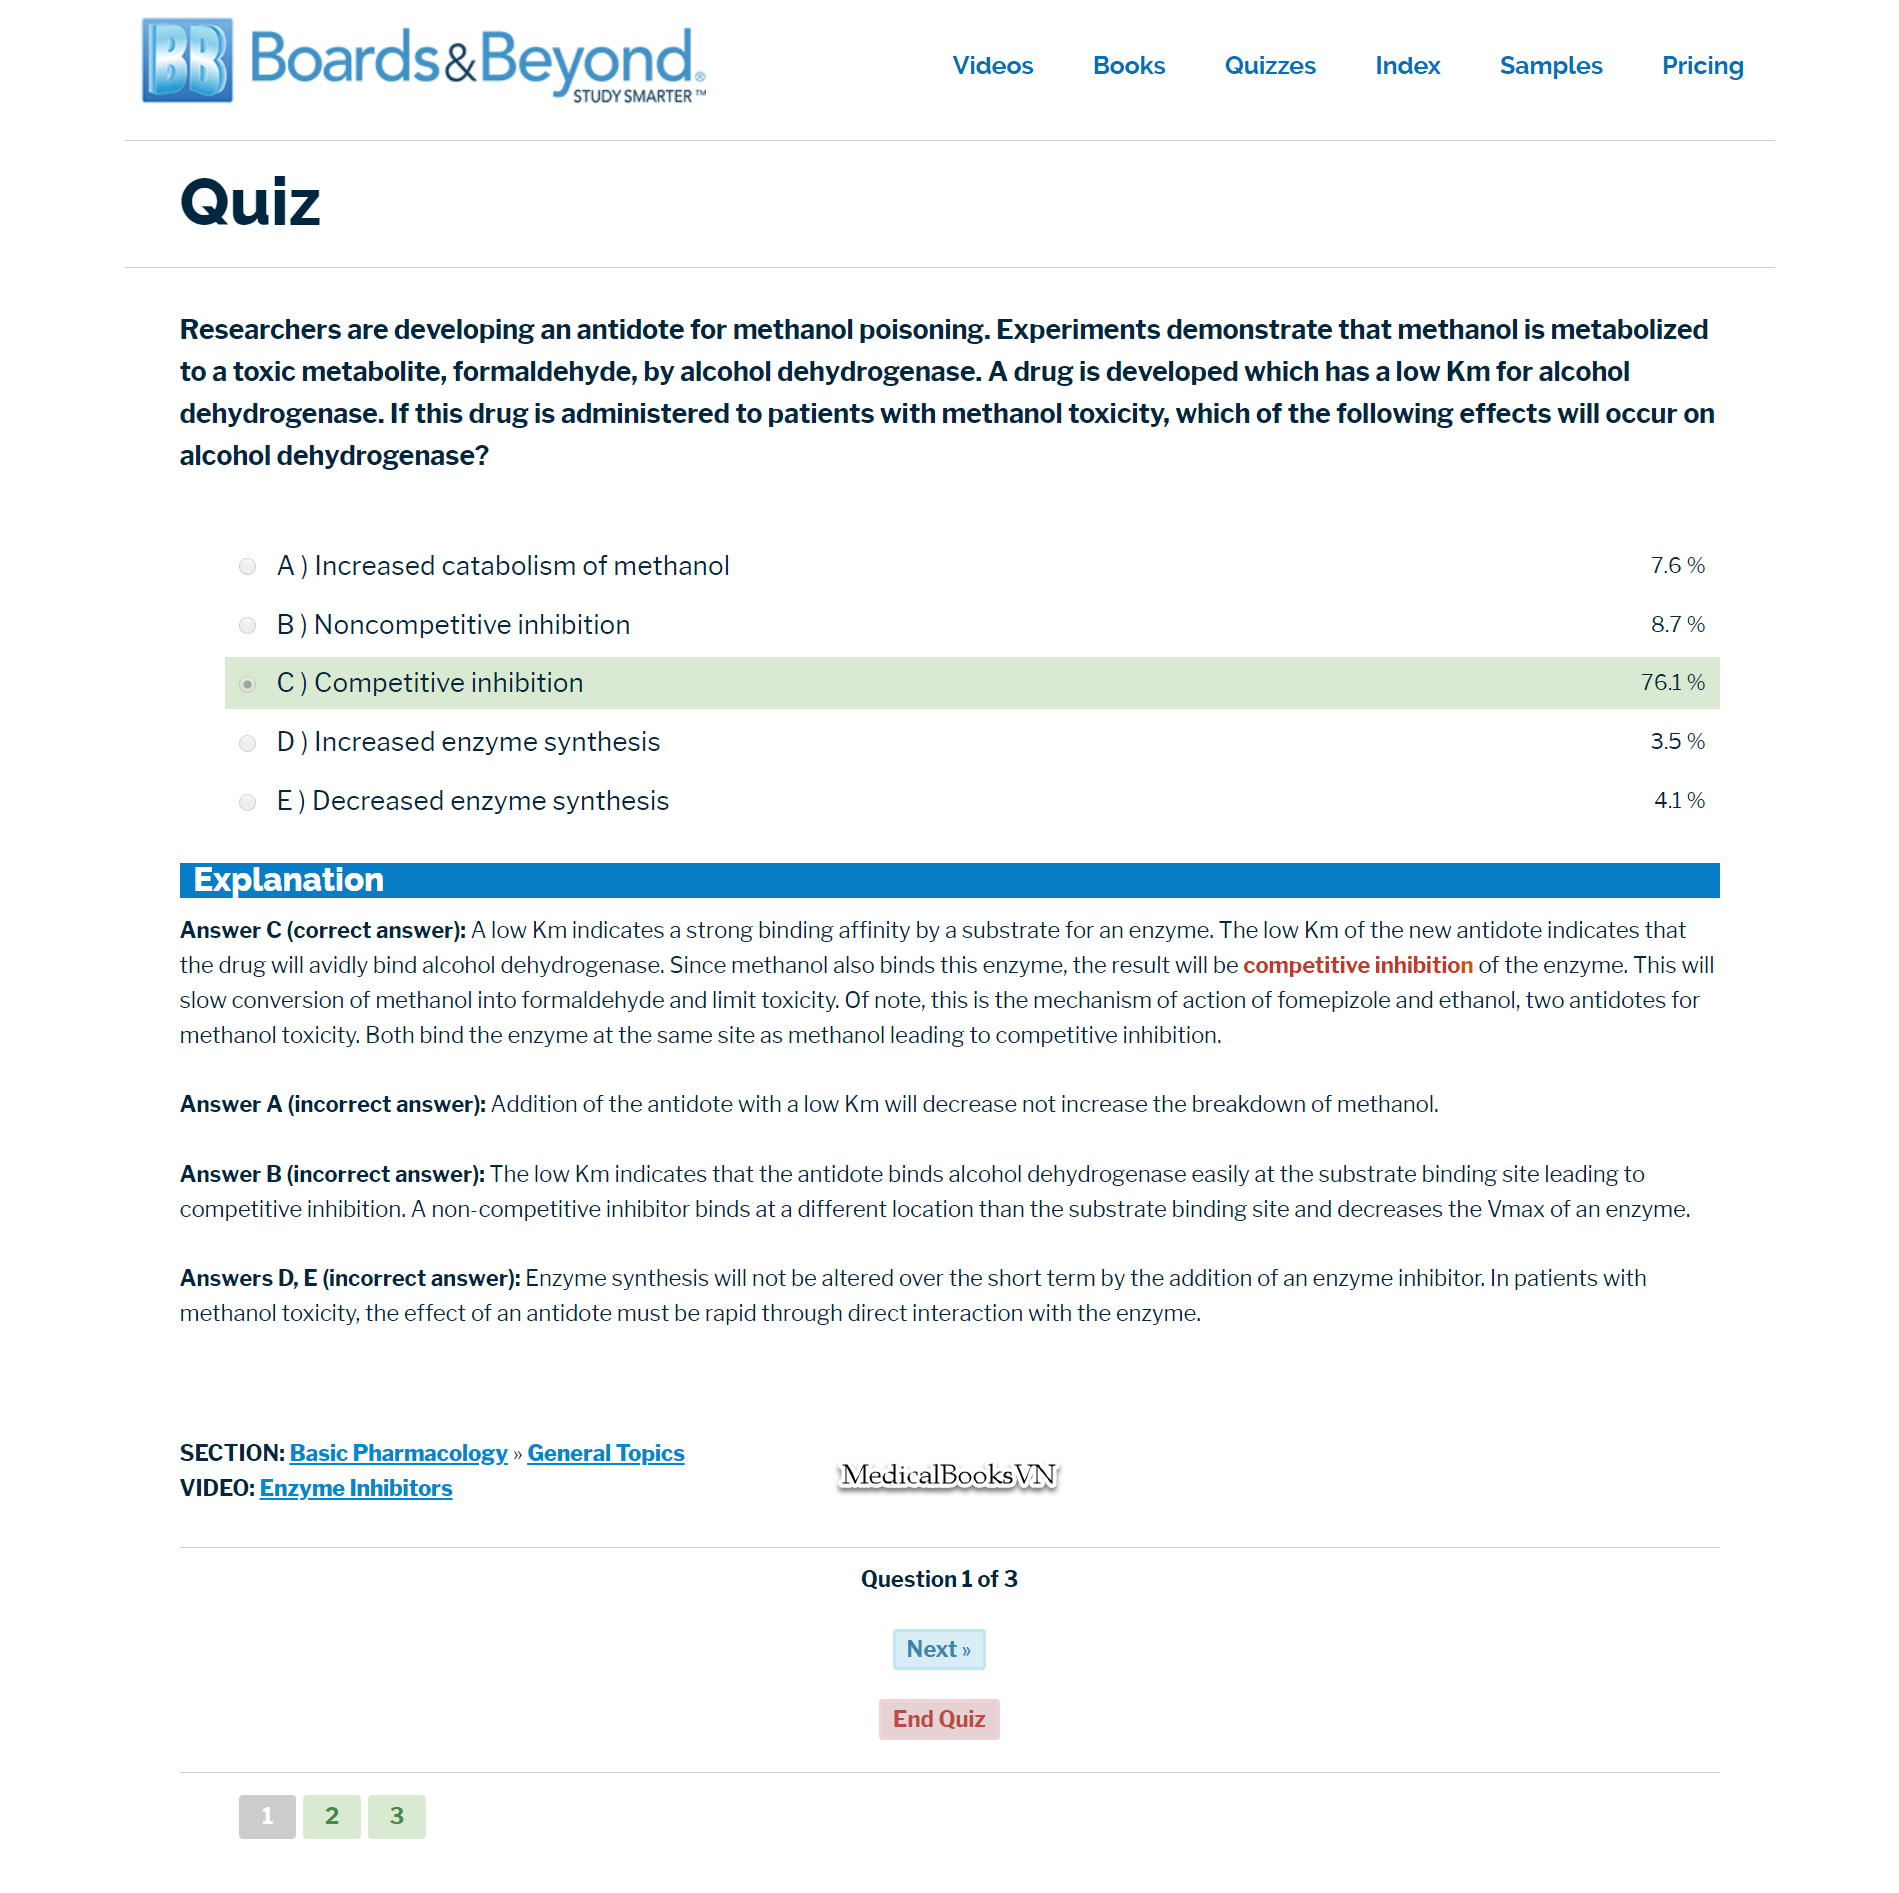 BB Boards&Beyond®
STUDY SMARTER™
Videos Books Quizzes Index Samples Pricing
Quiz
Researchers are developing an antidote for methanol poisoning. Experiments demonstrate that methanol is metabolized
to a toxic metabolite, formaldehyde, by alcohol dehydrogenase. A drug is developed which has a low Km for alcohol
dehydrogenase. If this drug is administered to patients with methanol toxicity, which of the following effects will occur on
alcohol dehydrogenase?
A ) Increased catabolism of methanol 7.6 %
B ) Noncompetitive inhibition 8.7 %
C ) Competitive inhibition 76.1 %
D ) Increased enzyme synthesis 3.5 %
E ) Decreased enzyme synthesis 4.1 %
Explanation
Answer C (correct answer): A low Km indicates a strong binding affinity by a substrate for an enzyme. The low Km of the new antidote indicates that
the drug will avidly bind alcohol dehydrogenase. Since methanol also binds this enzyme, the result will be competitive inhibition of the enzyme. This will
slow conversion of methanol into formaldehyde and limit toxicity. Of note, this is the mechanism of action of fomepizole and ethanol, two antidotes for
methanol toxicity. Both bind the enzyme at the same site as methanol leading to competitive inhibition.
Answer A (incorrect answer): Addition of the antidote with a low Km will decrease not increase the breakdown of methanol.
Answer B (incorrect answer): The low Km indicates that the antidote binds alcohol dehydrogenase easily at the substrate binding site leading to
competitive inhibition. A non-competitive inhibitor binds at a different location than the substrate binding site and decreases the Vmax of an enzyme.
Answers D, E (incorrect answer): Enzyme synthesis will not be altered over the short term by the addition of an enzyme inhibitor. In patients with
methanol toxicity, the effect of an antidote must be rapid through direct interaction with the enzyme.
SECTION: Basic Pharmacology » General Topics
VIDEO: Enzyme Inhibitors
MedicalBooksVN
Question 1 of 3
Next »
End Quiz
1 2 3